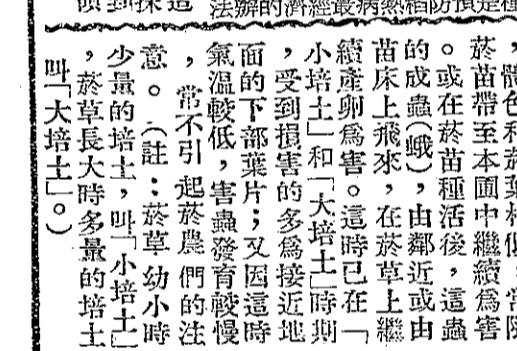 菸苗帶至本圃中繼續爲害
。或在菸苗種活後,這蟲
的成蟲(蛾),由鄰近或由
苗床上飛來,在菸草上繼
續產卵爲害。這時已在「
小培土」和「大培土」時期
,受到損害的多爲接近地
面的下部葉片;又因這時
氣溫較低,害蟲發育較慢
,常不引起菸農們的注
意。(註:菸草幼小時
少量的培土,叫「小培土」
,菸草長大時多量的培土
叫「大培土」。)